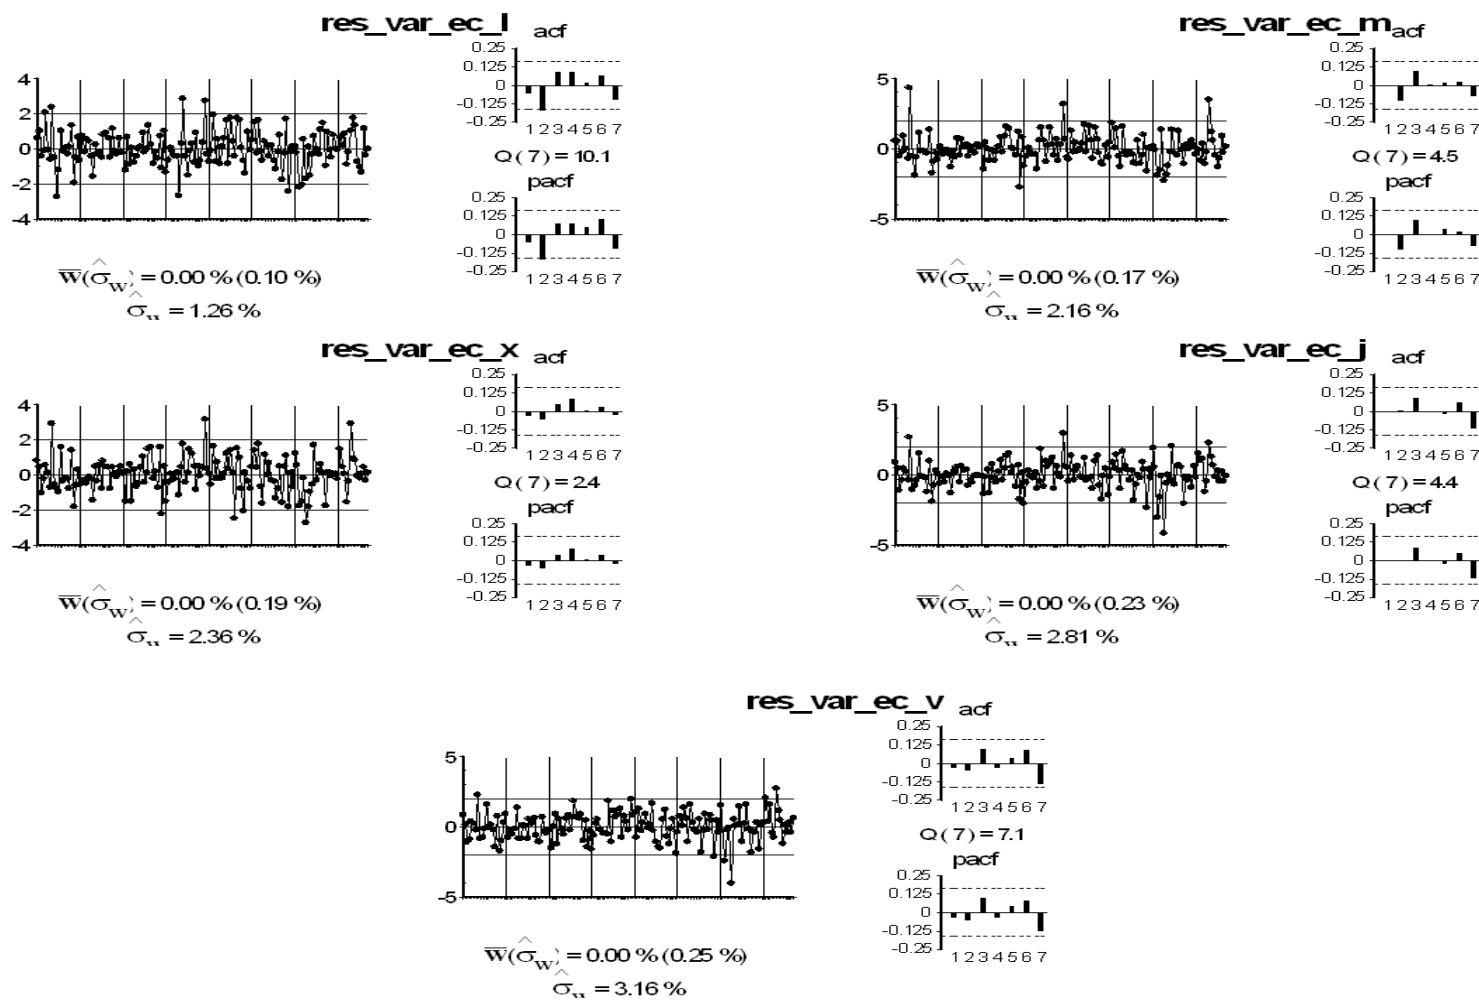 res_var_ec_l
acf
0.25
0.125
0
-0.125
-0.25
1 2 3 4 5 6 7
4
2
0
-2
-4
Q(7) = 10.1
pacf
0.25
0.125
0
-0.125
-0.25
1 2 3 4 5 6 7
w̅(σ̂w) = 0.00 % (0.10 %)
σ̂w = 1.26 %
res_var_ec_m
acf
0.25
0.125
0
-0.125
-0.25
1 2 3 4 5 6 7
5
0
-5
Q(7) = 4.5
pacf
0.25
0.125
0
-0.125
-0.25
1 2 3 4 5 6 7
w̅(σ̂w) = 0.00 % (0.17 %)
σ̂w = 2.16 %
res_var_ec_x
acf
0.25
0.125
0
-0.125
-0.25
1 2 3 4 5 6 7
4
2
0
-2
-4
Q(7) = 2.4
pacf
0.25
0.125
0
-0.125
-0.25
1 2 3 4 5 6 7
w̅(σ̂w) = 0.00 % (0.19 %)
σ̂w = 2.36 %
res_var_ec_j
acf
0.25
0.125
0
-0.125
-0.25
1 2 3 4 5 6 7
5
0
-5
Q(7) = 4.4
pacf
0.25
0.125
0
-0.125
-0.25
1 2 3 4 5 6 7
w̅(σ̂w) = 0.00 % (0.23 %)
σ̂w = 2.81 %
res_var_ec_v
acf
0.25
0.125
0
-0.125
-0.25
1 2 3 4 5 6 7
5
0
-5
Q(7) = 7.1
pacf
0.25
0.125
0
-0.125
-0.25
1 2 3 4 5 6 7
w̅(σ̂w) = 0.00 % (0.25 %)
σ̂w = 3.16 %